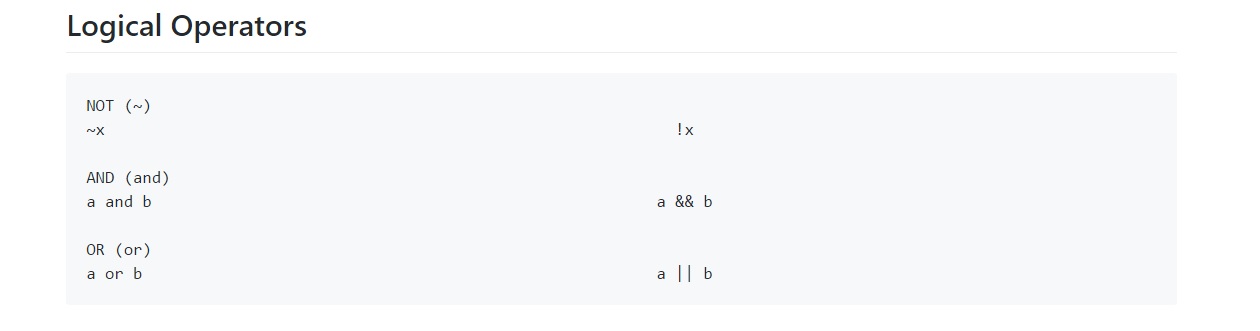 Logical Operators
NOT (~)
~x !x
AND (and)
a and b a && b
OR (or)
a or b a || b